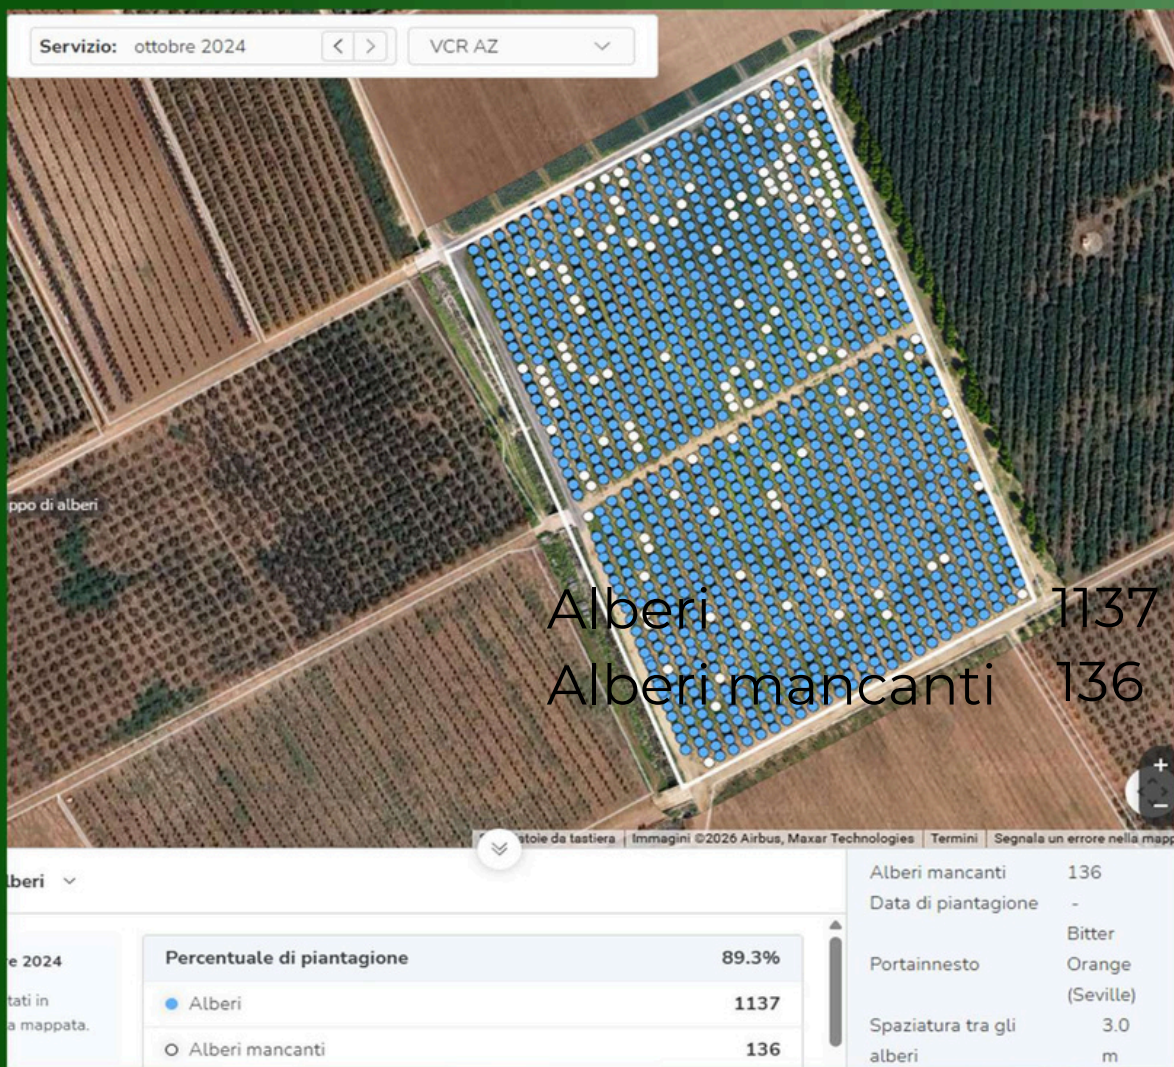 Servizio: ottobre 2024
VCR AZ
ppo di alberi
Alberi 1137
Alberi mancanti 136
+
−
da tastiera
Immagini ©2026 Airbus, Maxar Technologies
Termini
Segnala un errore nella mapp
lberi
e 2024
tati in
a mappata.
Percentuale di piantagione 89.3%
Alberi 1137
Alberi mancanti 136
Alberi mancanti 136
Data di piantagione -
Portainnesto Bitter
Orange
(Seville)
Spaziatura tra gli
alberi 3.0
m